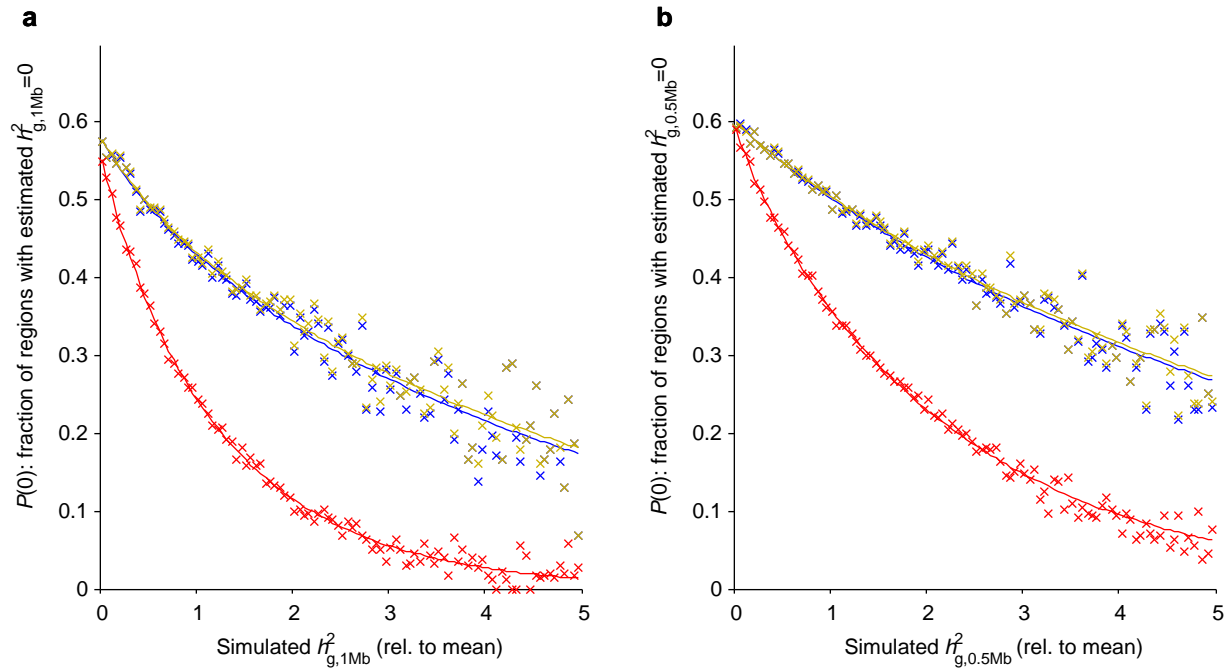 a
P(0): fraction of regions with estimated h²g,1Mb=0
0.6
0.5
0.4
0.3
0.2
0.1
0
0 1 2 3 4 5
Simulated h²g,1Mb (rel. to mean)
b
P(0): fraction of regions with estimated h²g,0.5Mb=0
0.6
0.5
0.4
0.3
0.2
0.1
0
0 1 2 3 4 5
Simulated h²g,0.5Mb (rel. to mean)